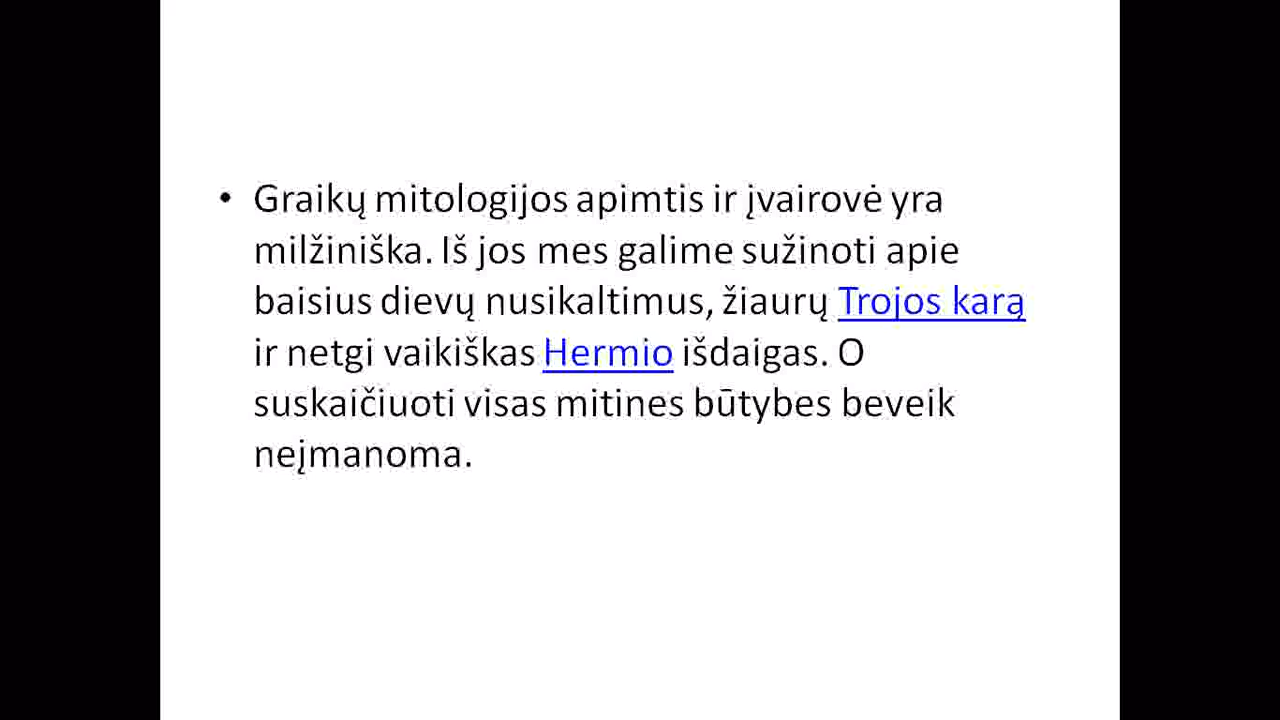 • Graikų mitologijos apimtis ir įvairovė yra
milžiniška. Iš jos mes galime sužinoti apie
baisius dievų nusikaltimus, žiaurų Trojos karą
ir netgi vaikiškas Hermio išdaigas. O
suskaičiuoti visas mitines būtybes beveik
neįmanoma.